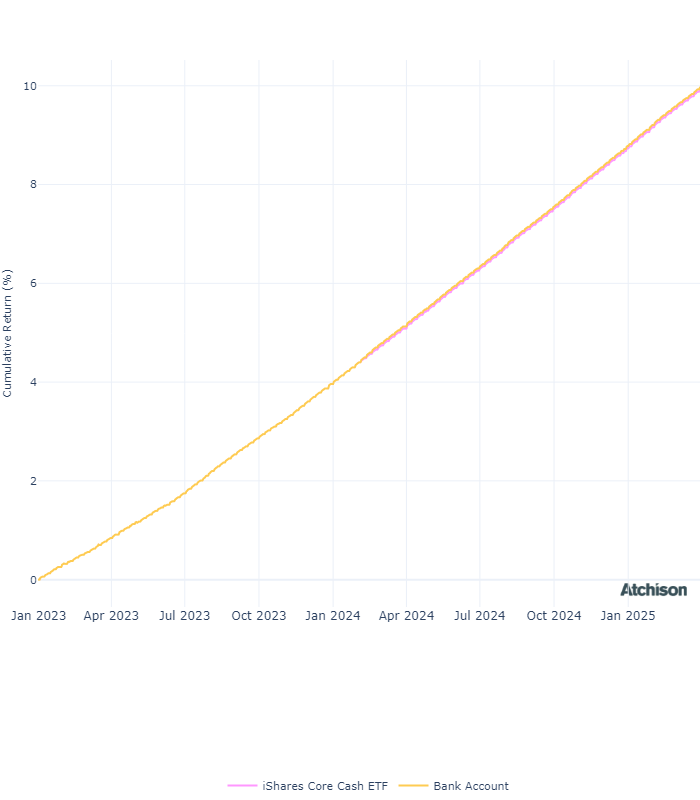 10
8
6
4
2
0
Cumulative Return (%)
Atchison
Jan 2023 Apr 2023 Jul 2023 Oct 2023 Jan 2024 Apr 2024 Jul 2024 Oct 2024 Jan 2025
iShares Core Cash ETF Bank Account